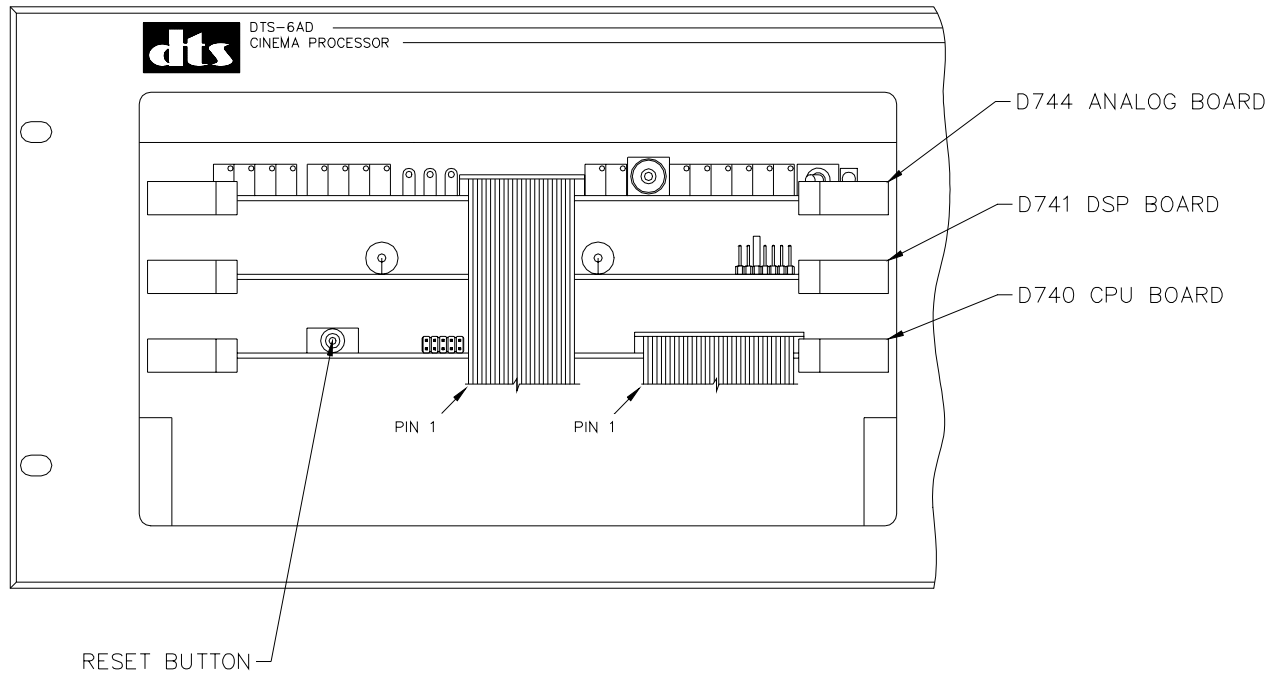 dts
DTS-6AD
CINEMA PROCESSOR
D744 ANALOG BOARD
D741 DSP BOARD
D740 CPU BOARD
PIN 1
PIN 1
RESET BUTTON